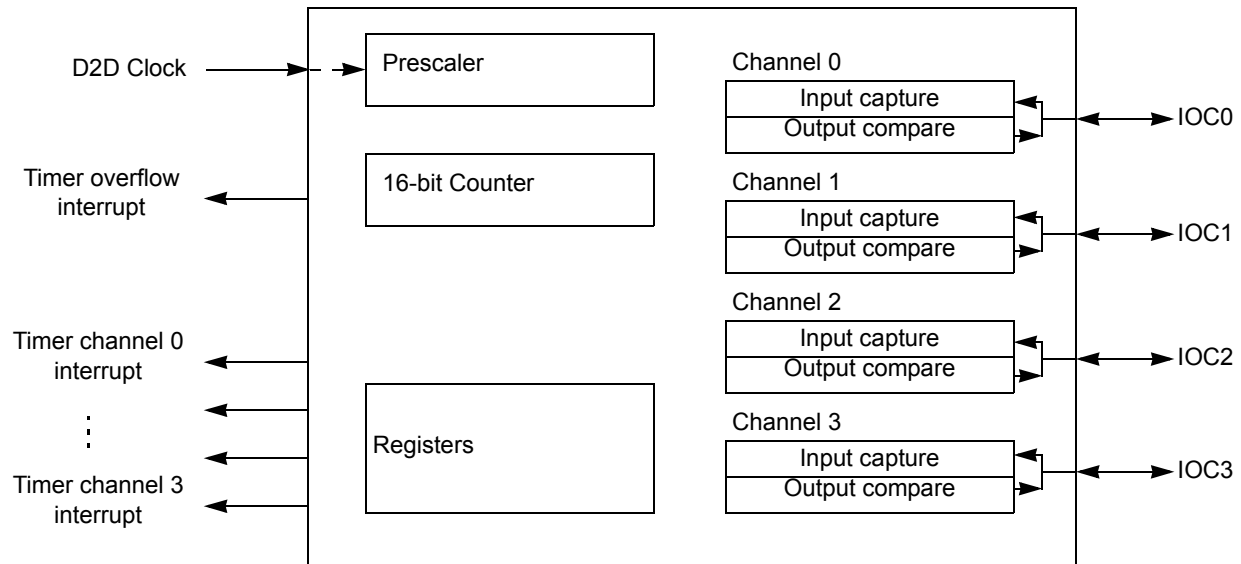 D2D Clock
Prescaler
Timer overflow
interrupt
16-bit Counter
Timer channel 0
interrupt
Timer channel 3
interrupt
Registers
Channel 0
Input capture
Output compare
IOC0
Channel 1
Input capture
Output compare
IOC1
Channel 2
Input capture
Output compare
IOC2
Channel 3
Input capture
Output compare
IOC3